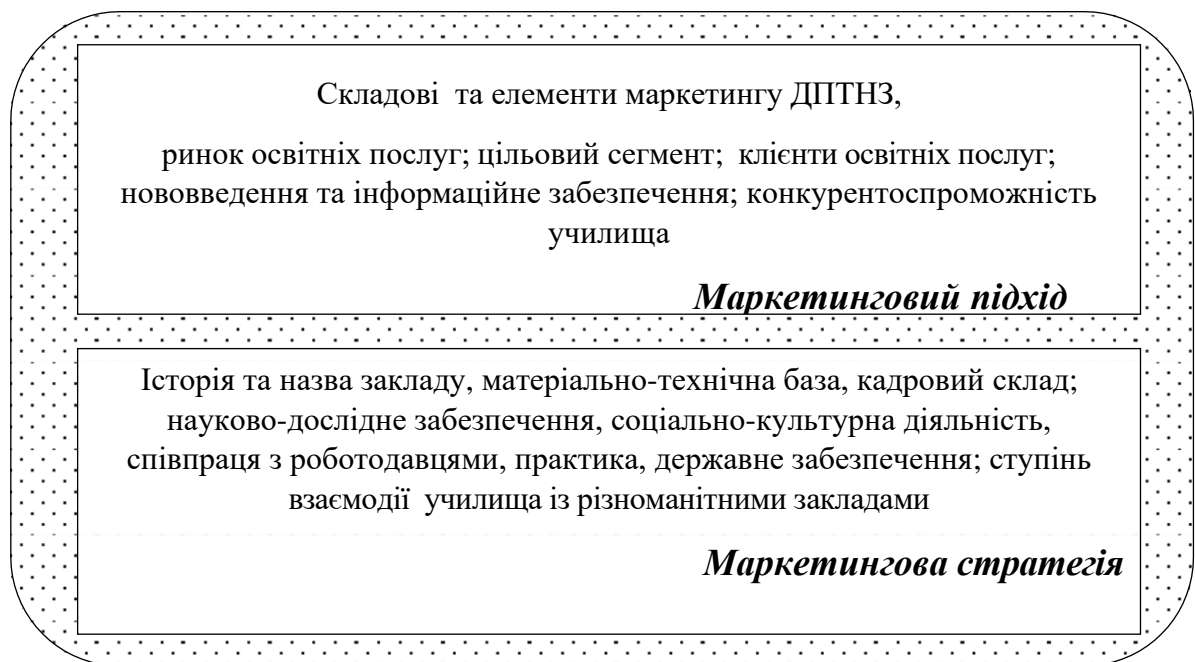 Складові та елементи маркетингу ДПТНЗ,
ринок освітніх послуг; цільовий сегмент; клієнти освітніх послуг;
нововведення та інформаційне забезпечення; конкурентоспроможність
училища
Маркетинговий підхід
Історія та назва закладу, матеріально-технічна база, кадровий склад;
науково-дослідне забезпечення, соціально-культурна діяльність,
співпраця з роботодавцями, практика, державне забезпечення; ступінь
взаємодії училища із різноманітними закладами
Маркетингова стратегія